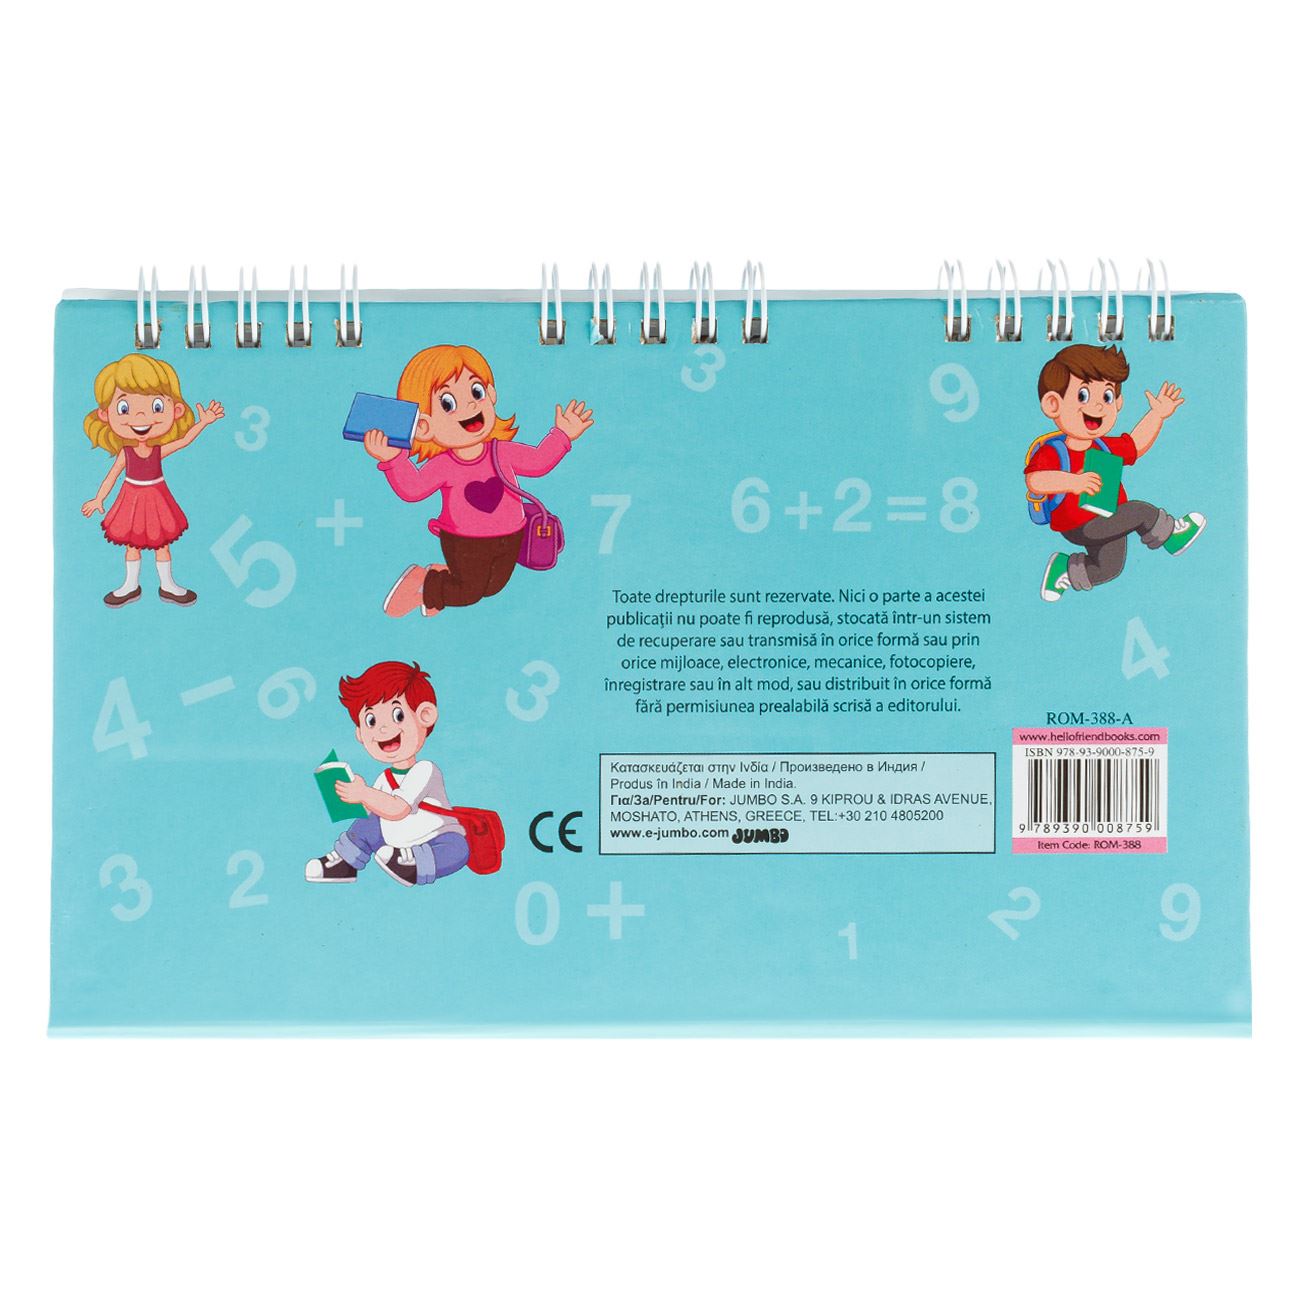 3
3
9
5
+
7
6+2=8
Toate drepturile sunt rezervate. Nici o parte a acestei
publicații nu poate fi reprodusă, stocată într-un sistem
de recuperare sau transmisă în orice formă sau prin
orice mijloace, electronice, mecanice, fotocopiere,
înregistrare sau în alt mod, sau distribuit în orice formă
fără permisiunea prealabilă scrisă a editorului.
4
4
−
6
3
ROM-388-A
www.hellofriendbooks.com
ISBN 978-93-9000-875-9
9 789390 008759
Item Code: ROM-388
Κατασκευάζεται στην Ινδία / Произведено в Индия /
Produs în India / Made in India.
Για/За/Pentru/For: JUMBO S.A. 9 KIPROU & IDRAS AVENUE,
MOSHATO, ATHENS, GREECE, TEL:+30 210 4805200
www.e-jumbo.com JUMBO
CE
3
2
0+
1
2
9